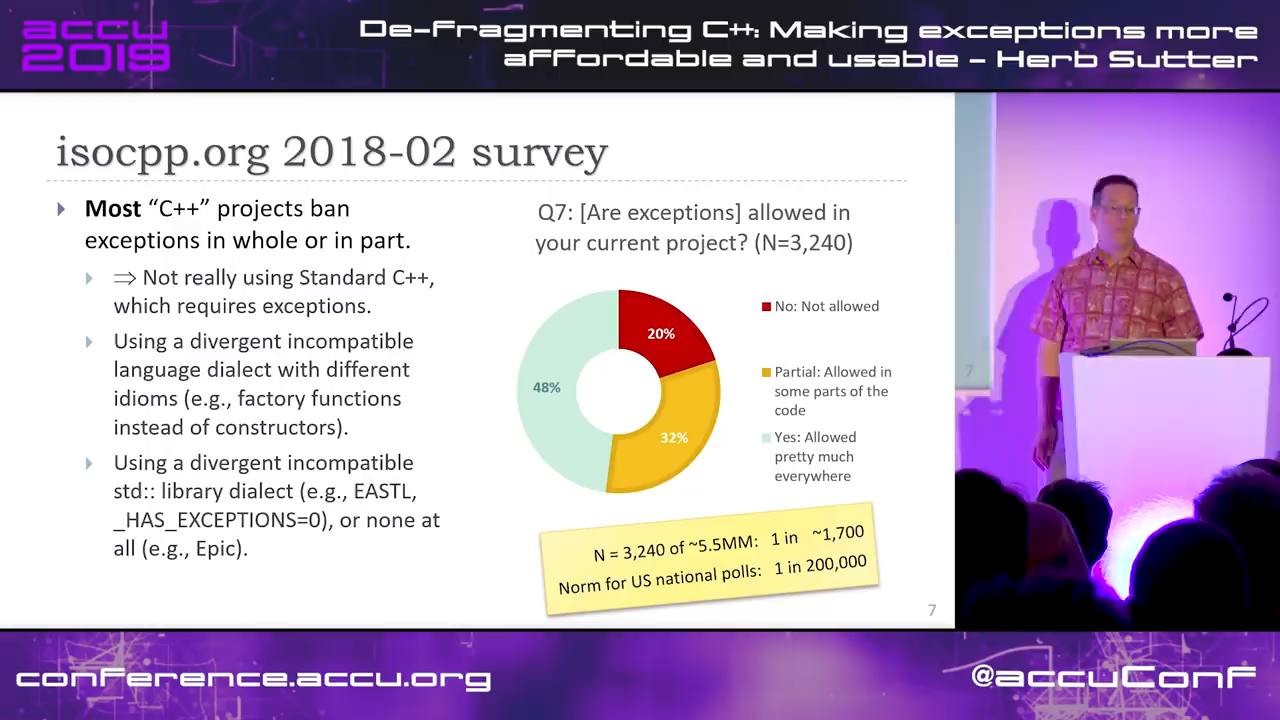 accu
2019
De-Fragmenting C++: Making exceptions more
affordable and usable - Herb Sutter
isocpp.org 2018-02 survey
Most “C++” projects ban
exceptions in whole or in part.
⇒ Not really using Standard C++,
which requires exceptions.
Using a divergent incompatible
language dialect with different
idioms (e.g., factory functions
instead of constructors).
Using a divergent incompatible
std:: library dialect (e.g., EASTL,
_HAS_EXCEPTIONS=0), or none at
all (e.g., Epic).
Q7: [Are exceptions] allowed in
your current project? (N=3,240)
20%
48%
32%
No: Not allowed
Partial: Allowed in
some parts of the
code
Yes: Allowed
pretty much
everywhere
N = 3,240 of ~5.5MM: 1 in ~1,700
Norm for US national polls: 1 in 200,000
7
7
conference.accu.org
@accuConf